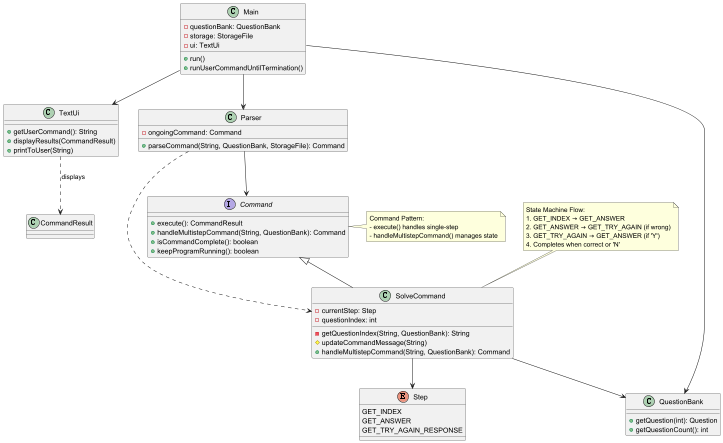 C Main
questionBank: QuestionBank
storage: StorageFile
ui: TextUi
run()
runUserCommandUntilTermination()
C TextUi
getUserCommand(): String
displayResults(CommandResult)
printToUser(String)
C Parser
ongoingCommand: Command
parseCommand(String, QuestionBank, StorageFile): Command
displays
C CommandResult
I Command
execute(): CommandResult
handleMultistepCommand(String, QuestionBank): Command
isCommandComplete(): boolean
keepProgramRunning(): boolean
Command Pattern:
- execute() handles single-step
- handleMultistepCommand() manages state
State Machine Flow:
1. GET_INDEX → GET_ANSWER
2. GET_ANSWER → GET_TRY_AGAIN (if wrong)
3. GET_TRY_AGAIN → GET_ANSWER (if 'Y')
4. Completes when correct or 'N'
C SolveCommand
currentStep: Step
questionIndex: int
getQuestionIndex(String, QuestionBank): String
updateCommandMessage(String)
handleMultistepCommand(String, QuestionBank): Command
E Step
GET_INDEX
GET_ANSWER
GET_TRY_AGAIN_RESPONSE
C QuestionBank
getQuestion(int): Question
getQuestionCount(): int